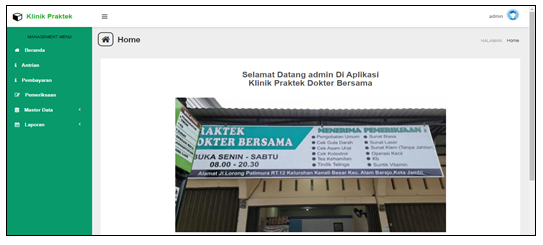 Klinik Praktek
admin
MANAGEMENT MENU
Beranda
Antrian
Pembayaran
Pemeriksaan
Master Data
Laporan
Home
Home
Selamat Datang admin Di Aplikasi
Klinik Praktek Dokter Bersama
RAKTEK
OKTER BERSAMA
BUKA SENIN - SABTU
08.00 - 20.30
MENERIMA PEMERIKSAAN :
Pengobatan Umum
Cek Gula Darah
Cek Asam Urat
Cek Kolestrol
Tes Kehamilan
Tindik Telinga
Sunat Biasa
Sunat Laser
Sunat Klem (Tanpa Jahitan)
Operasi Kecil
Kb
Suntik Vitamin
Alamat Jl.Lorong Patimura RT.12 Kelurahan Kenali Besar Kec. Alam Barajo.Kota Jambi.